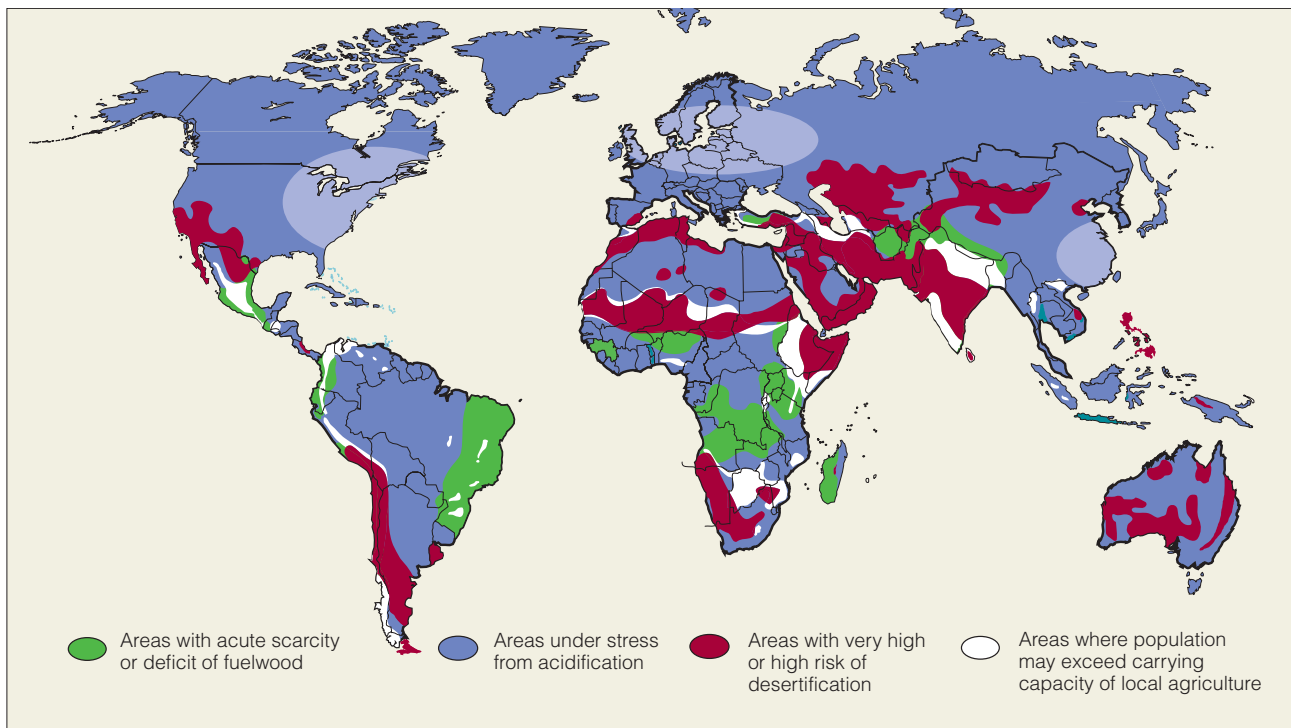 Areas with acute scarcity
or deficit of fuelwood
Areas under stress
from acidification
Areas with very high
or high risk of
desertification
Areas where population
may exceed carrying
capacity of local agriculture